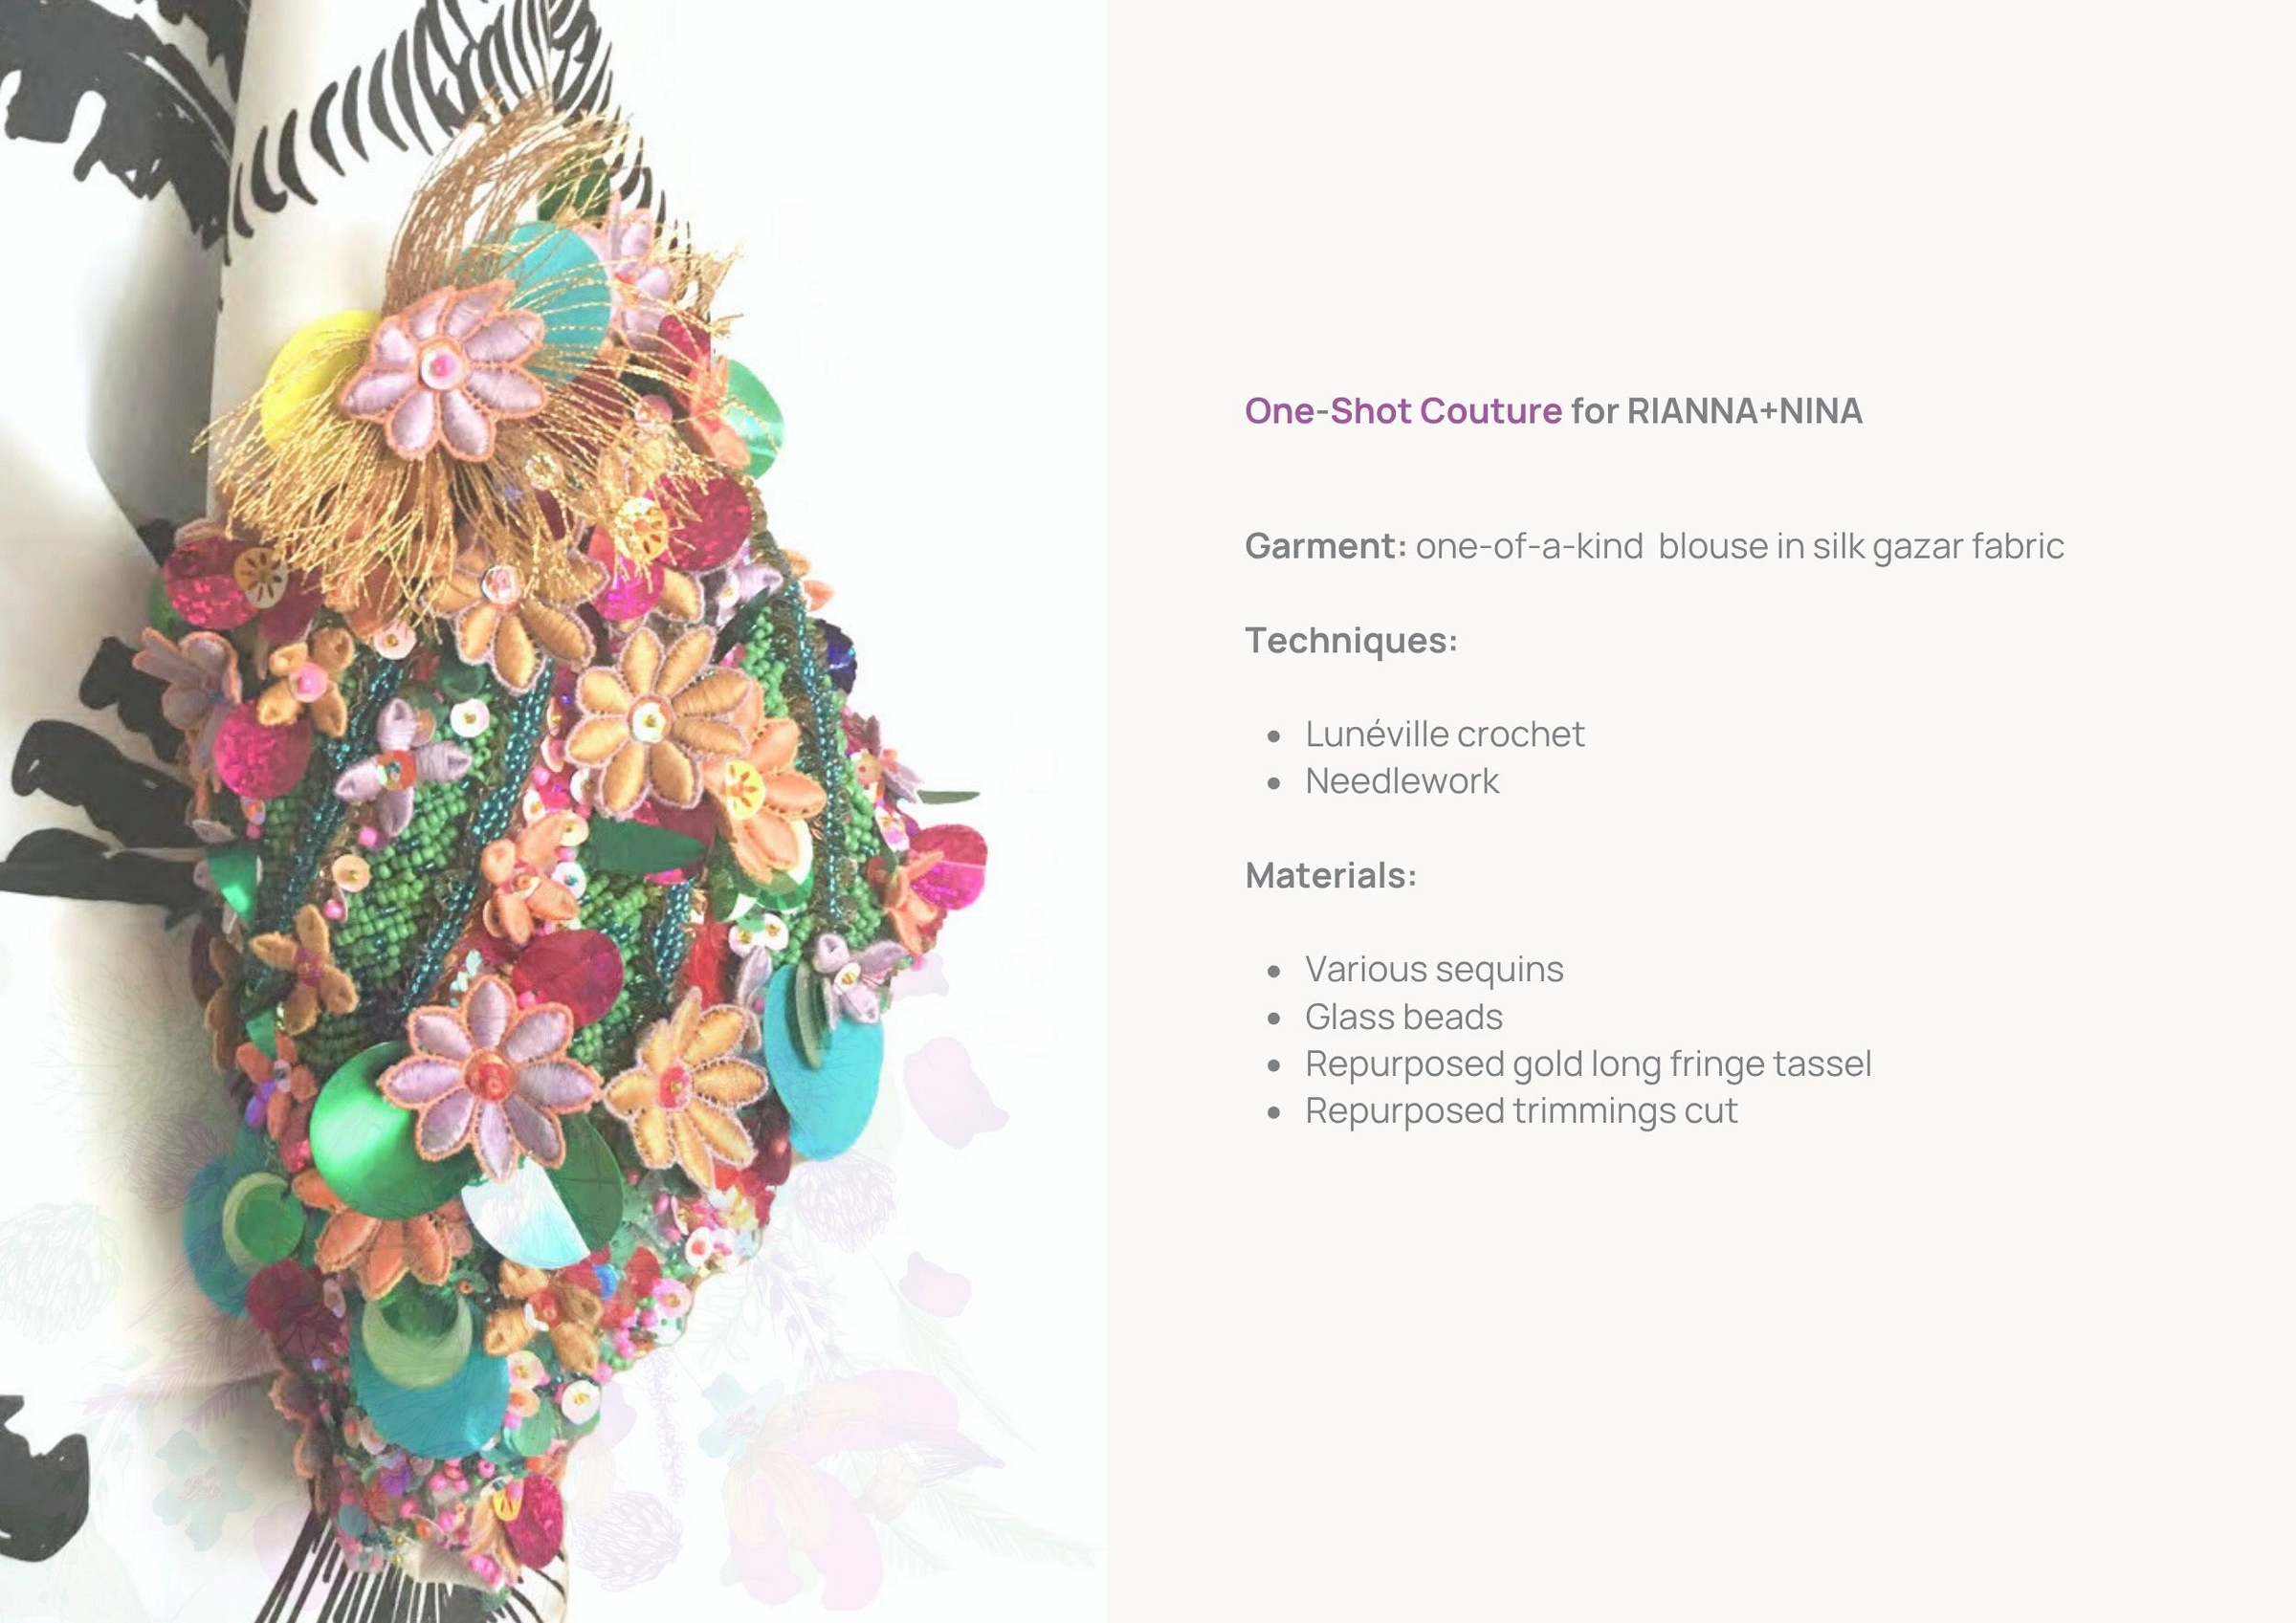 One-Shot Couture for RIANNA+NINA
Garment: one-of-a-kind  blouse in silk gazar fabric
Techniques:
• Lunéville crochet
• Needlework
Materials:
• Various sequins
• Glass beads
• Repurposed gold long fringe tassel
• Repurposed trimmings cut